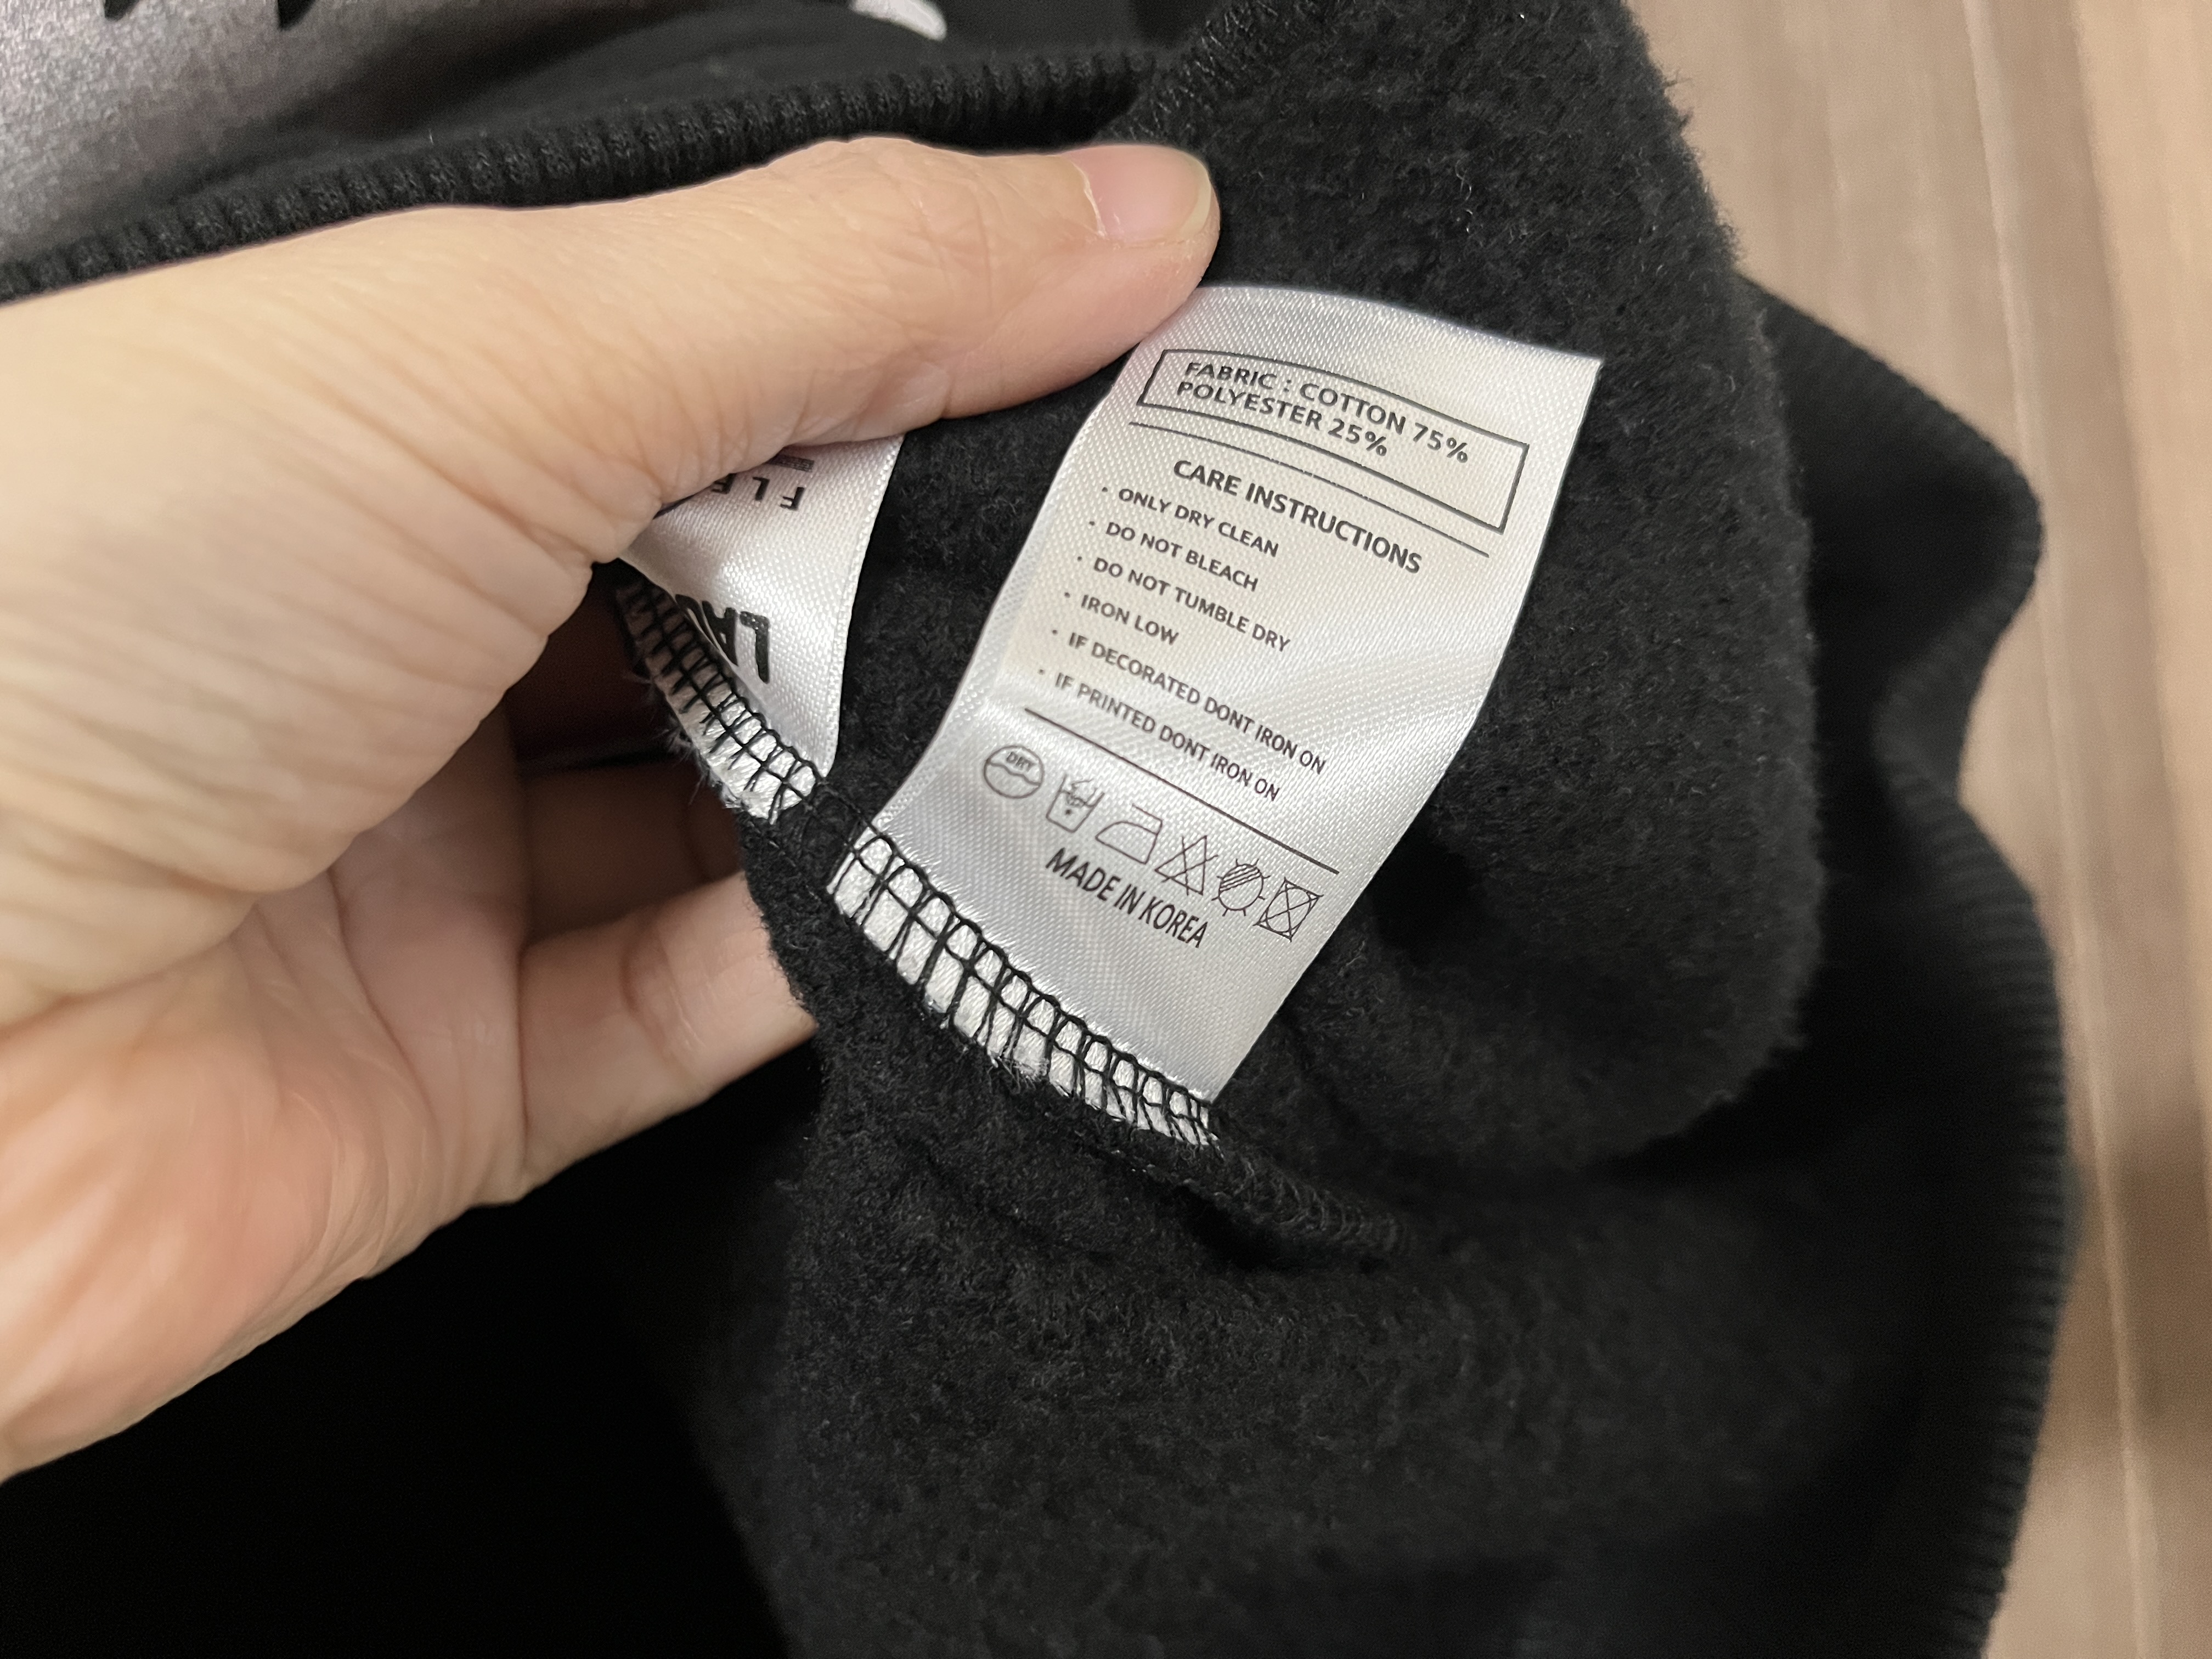 FABRIC : COTTON 75%
POLYESTER 25%
CARE INSTRUCTIONS
· ONLY DRY CLEAN
· DO NOT BLEACH
· DO NOT TUMBLE DRY
· IRON LOW
· IF DECORATED DONT IRON ON
· IF PRINTED DONT IRON ON
DRY
MADE IN KOREA